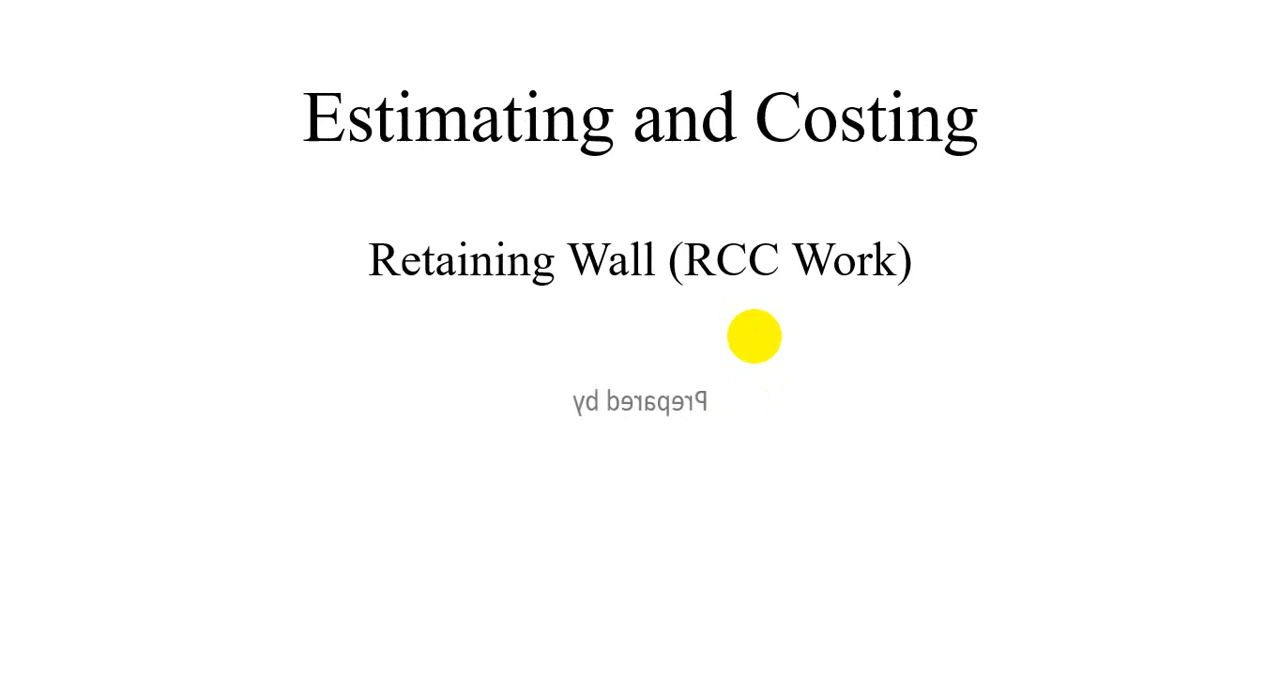 Estimating and Costing
Retaining Wall (RCC Work)
Prepared by